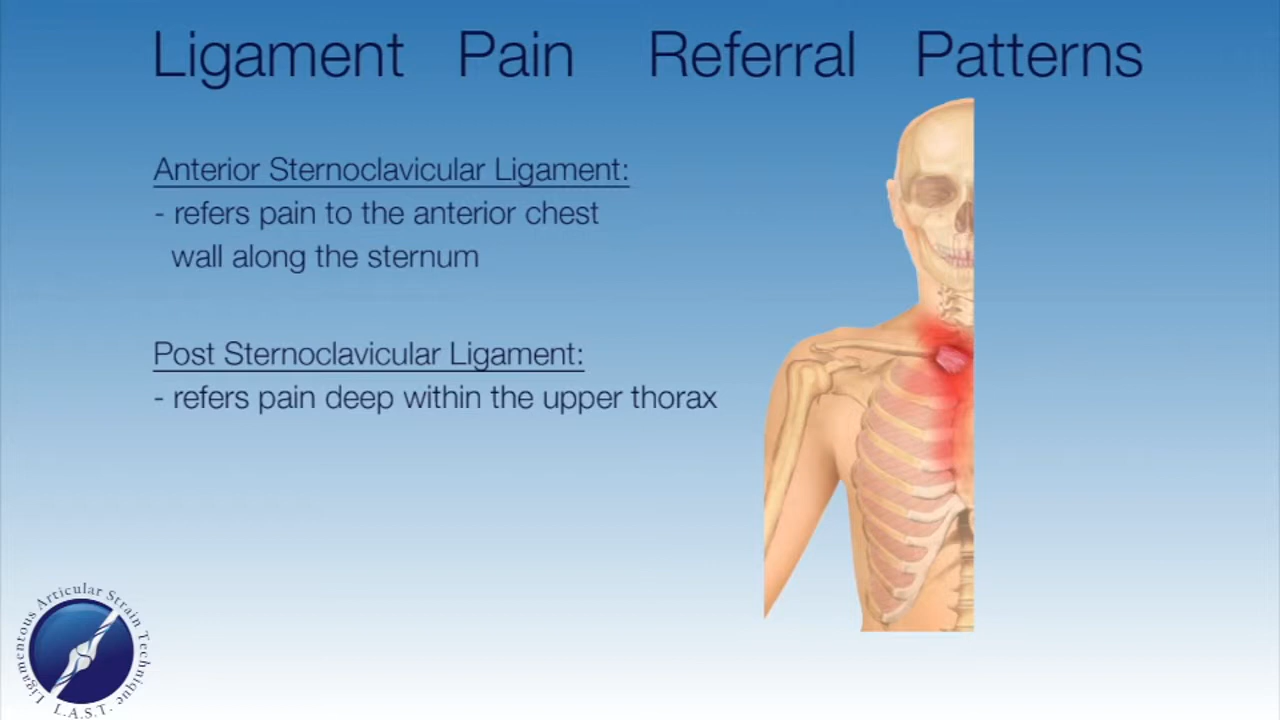 Ligament Pain Referral Patterns
Anterior Sternoclavicular Ligament:
- refers pain to the anterior chest
wall along the sternum
Post Sternoclavicular Ligament:
- refers pain deep within the upper thorax
Ligamentous Articular Strain Technique
L.A.S.T.